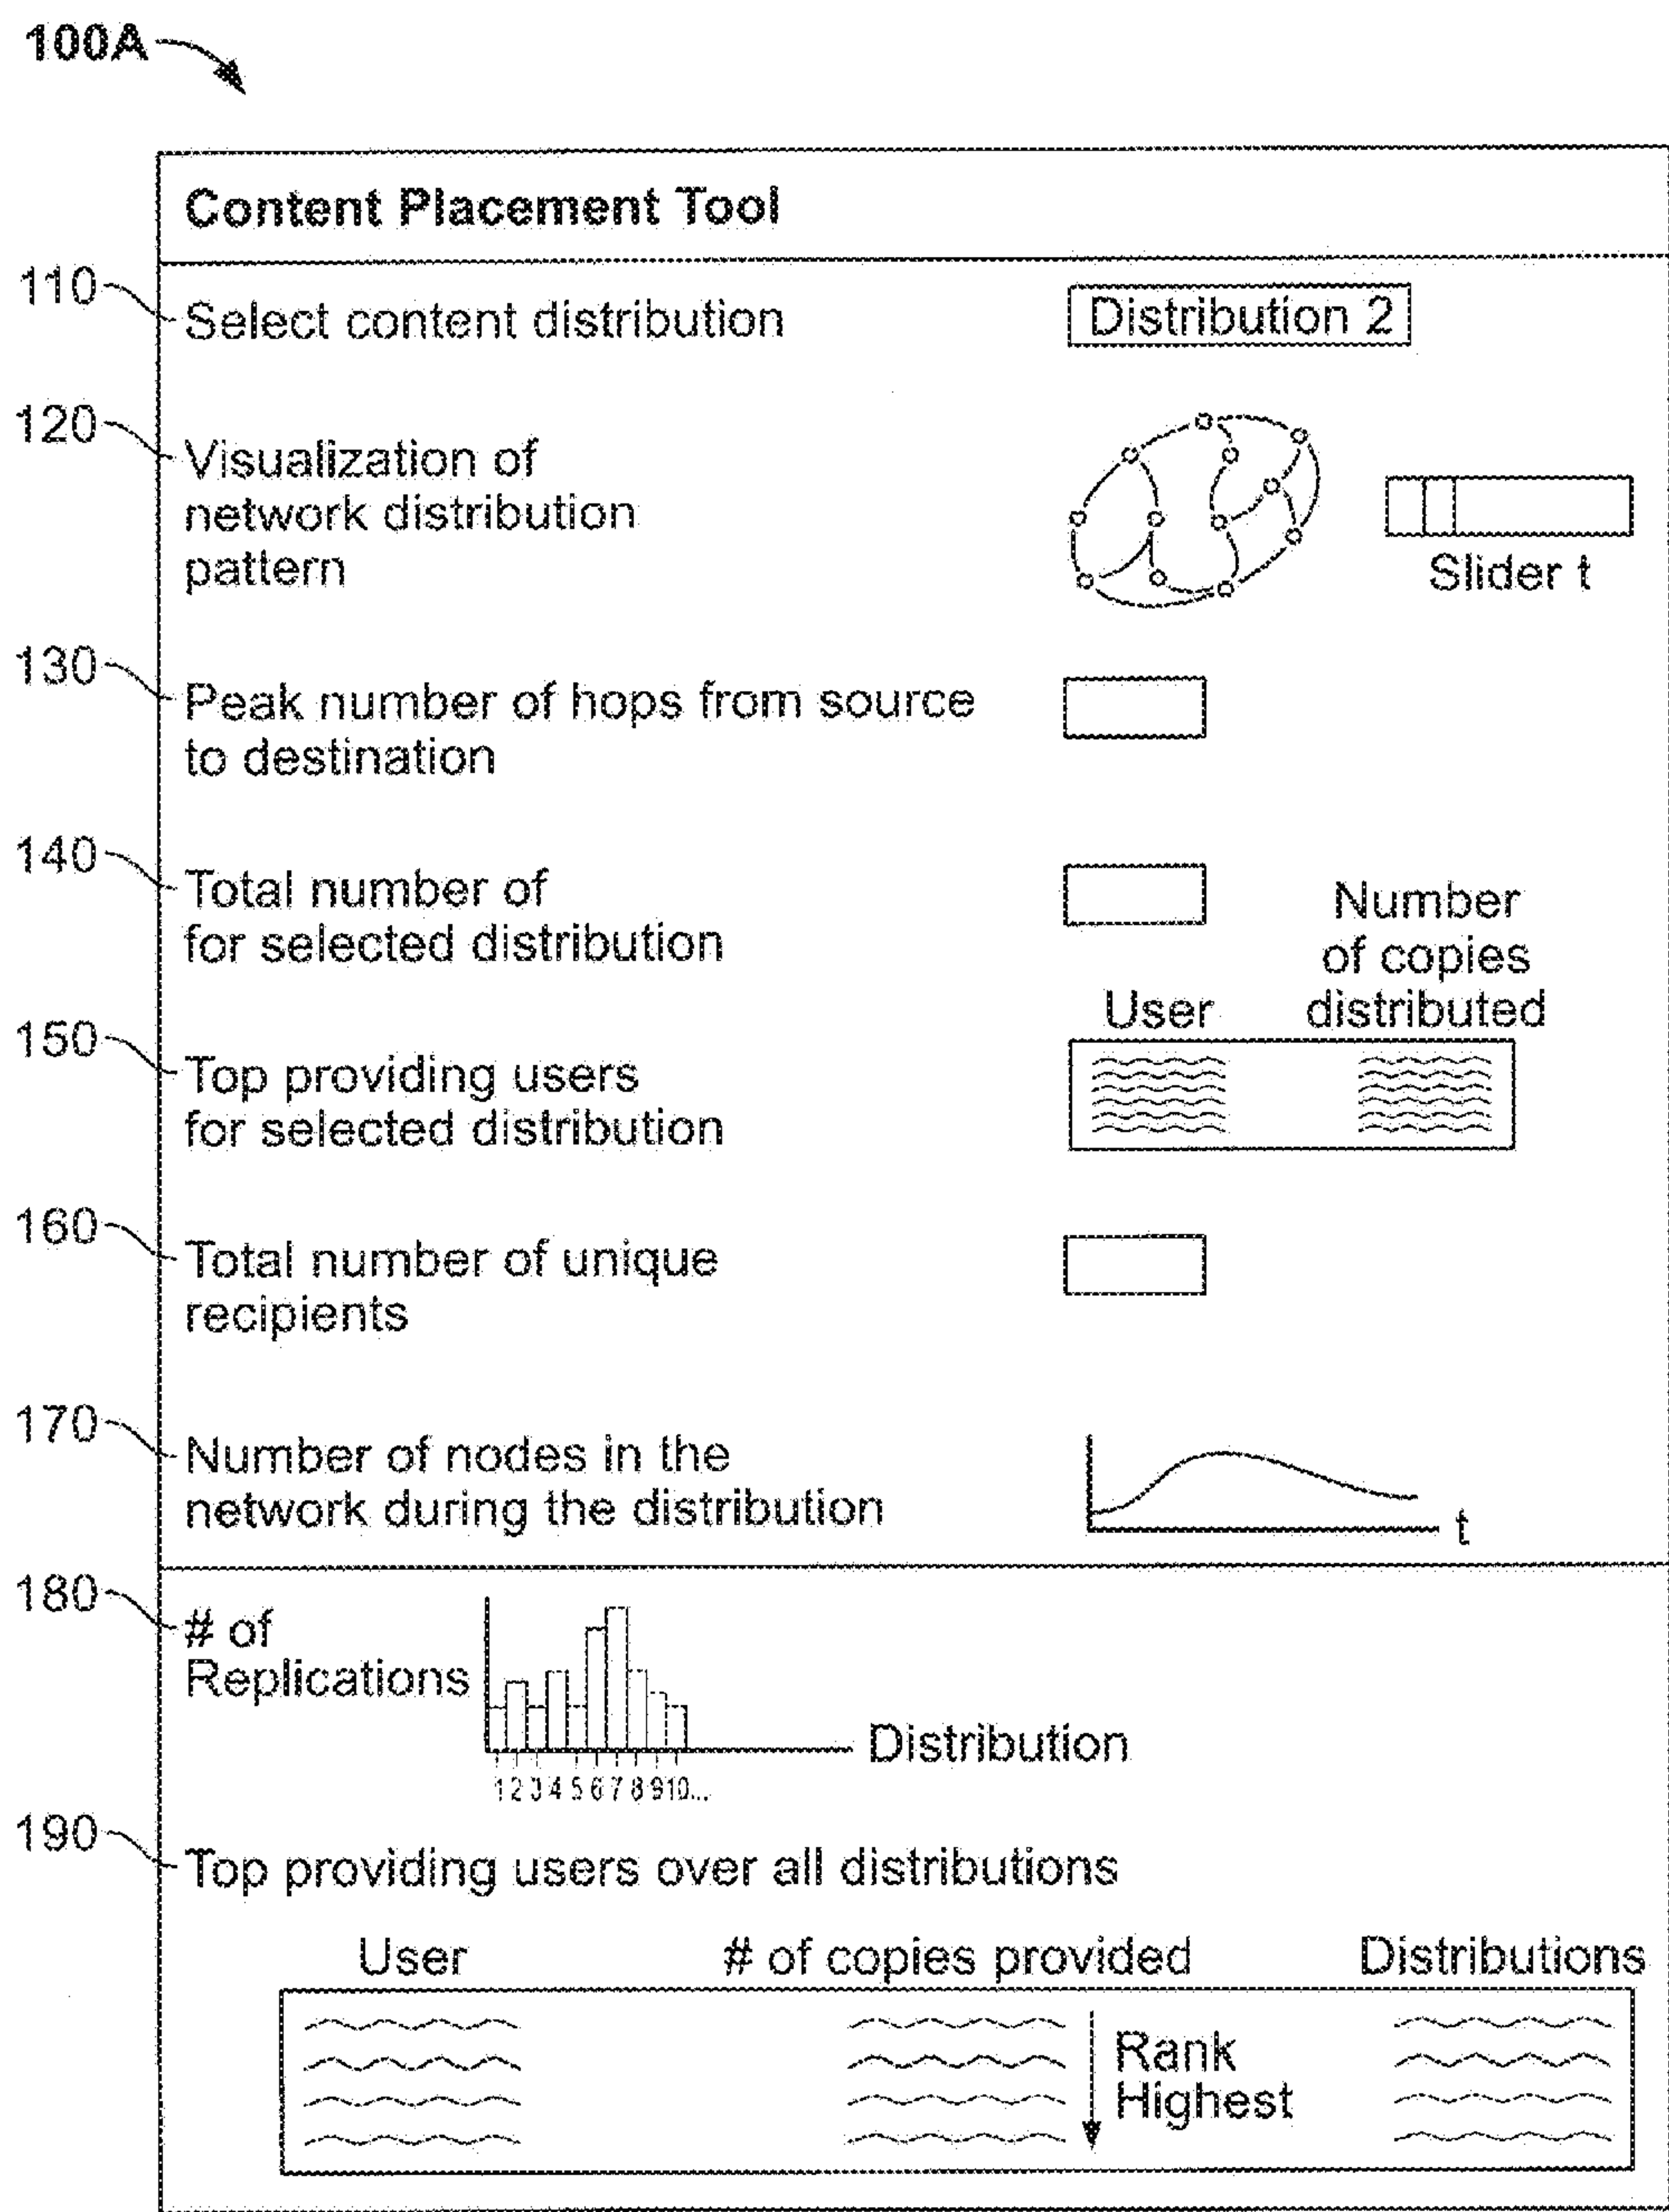 100A
Content Placement Tool
110
Select content distribution
Distribution 2
120
Visualization of
network distribution
pattern
Slider t
130
Peak number of hops from source
to destination
140
Total number of
for selected distribution
Number
of copies
distributed
User
150
Top providing users
for selected distribution
160
Total number of unique
recipients
170
Number of nodes in the
network during the distribution
t
180
# of
Replications
Distribution
1 2 3 4 5 6 7 8 9 10...
190
Top providing users over all distributions
User # of copies provided Distributions
Rank
Highest